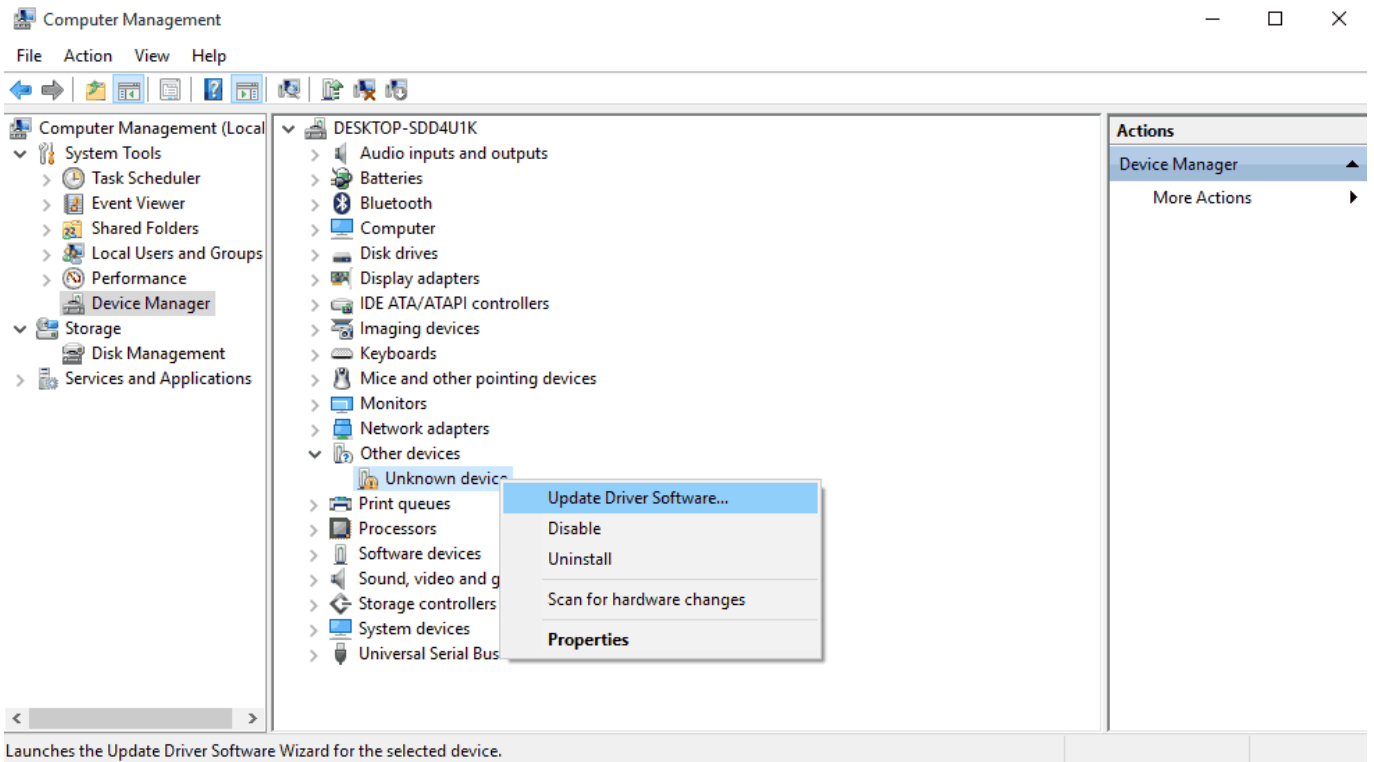 Computer Management
File Action View Help
Computer Management (Local
System Tools
Task Scheduler
Event Viewer
Shared Folders
Local Users and Groups
Performance
Device Manager
Storage
Disk Management
Services and Applications
DESKTOP-SDD4U1K
Audio inputs and outputs
Batteries
Bluetooth
Computer
Disk drives
Display adapters
IDE ATA/ATAPI controllers
Imaging devices
Keyboards
Mice and other pointing devices
Monitors
Network adapters
Other devices
Unknown device
Print queues
Processors
Software devices
Sound, video and g
Storage controllers
System devices
Universal Serial Bus
Update Driver Software...
Disable
Uninstall
Scan for hardware changes
Properties
Actions
Device Manager
More Actions
Launches the Update Driver Software Wizard for the selected device.